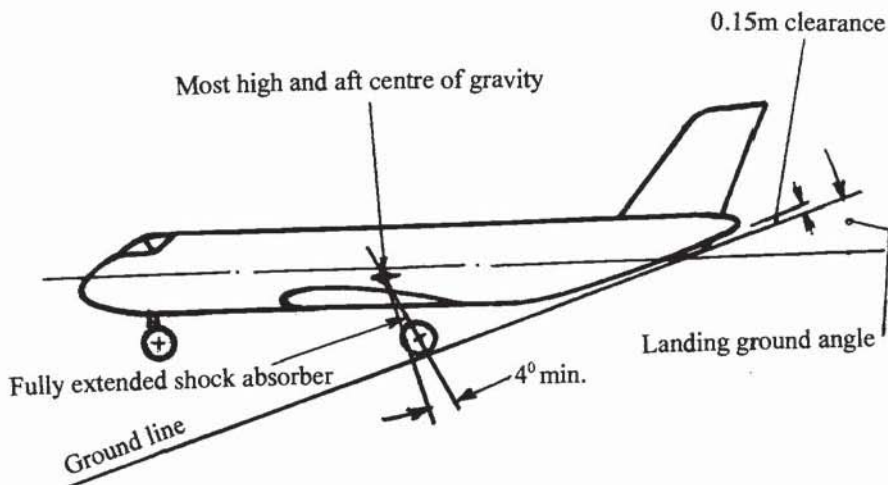 0.15m clearance
Most high and aft centre of gravity
Landing ground angle
Fully extended shock absorber
4⁰ min.
Ground line